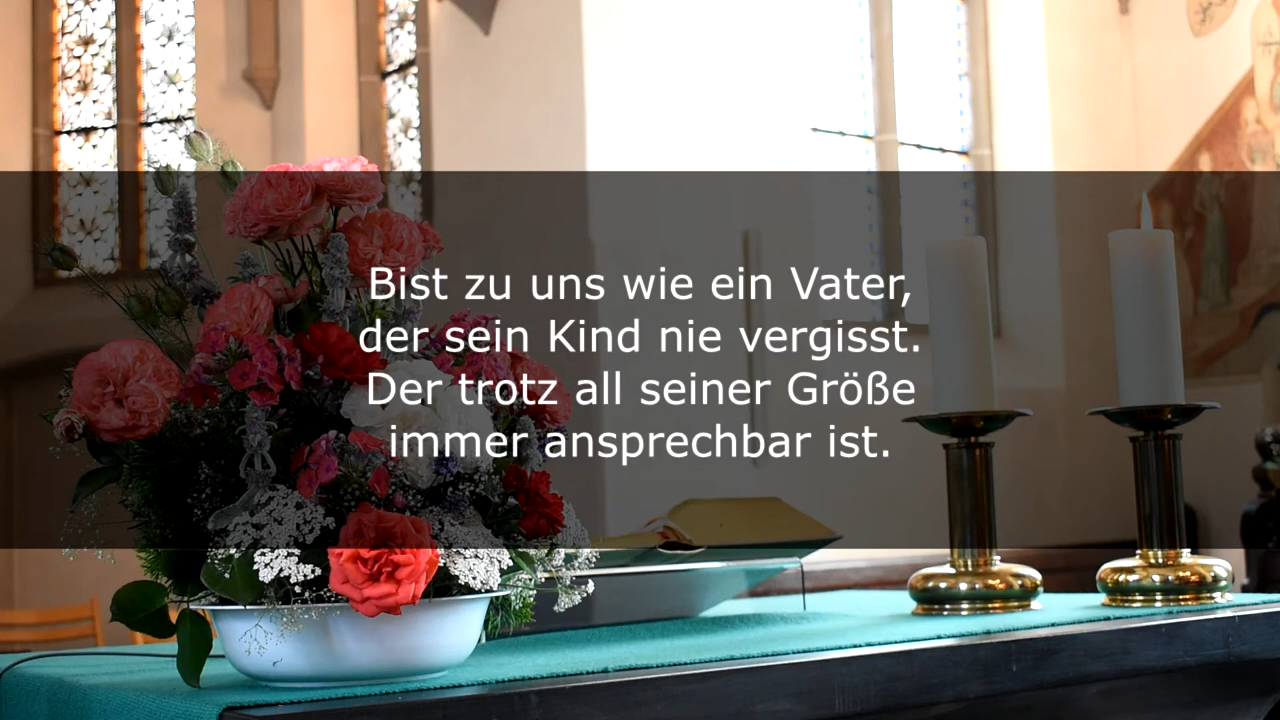 Bist zu uns wie ein Vater,
der sein Kind nie vergisst.
Der trotz all seiner Größe
immer ansprechbar ist.